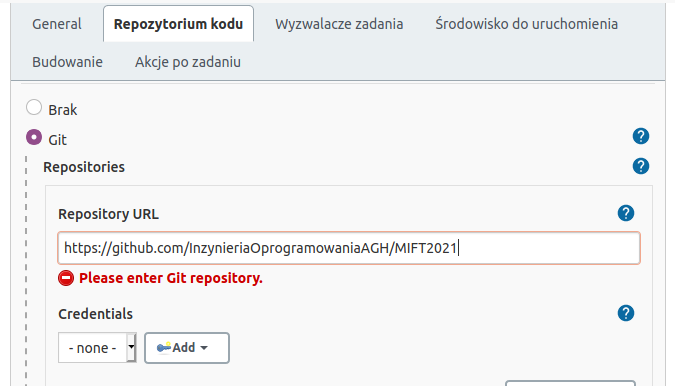 General Repozytorium kodu Wyzwalacze zadania Środowisko do uruchomienia
Budowanie Akcje po zadaniu
Brak
Git
Repositories
Repository URL
https://github.com/InzynieriaOprogramowaniaAGH/MIFT2021
Please enter Git repository.
Credentials
- none - Add